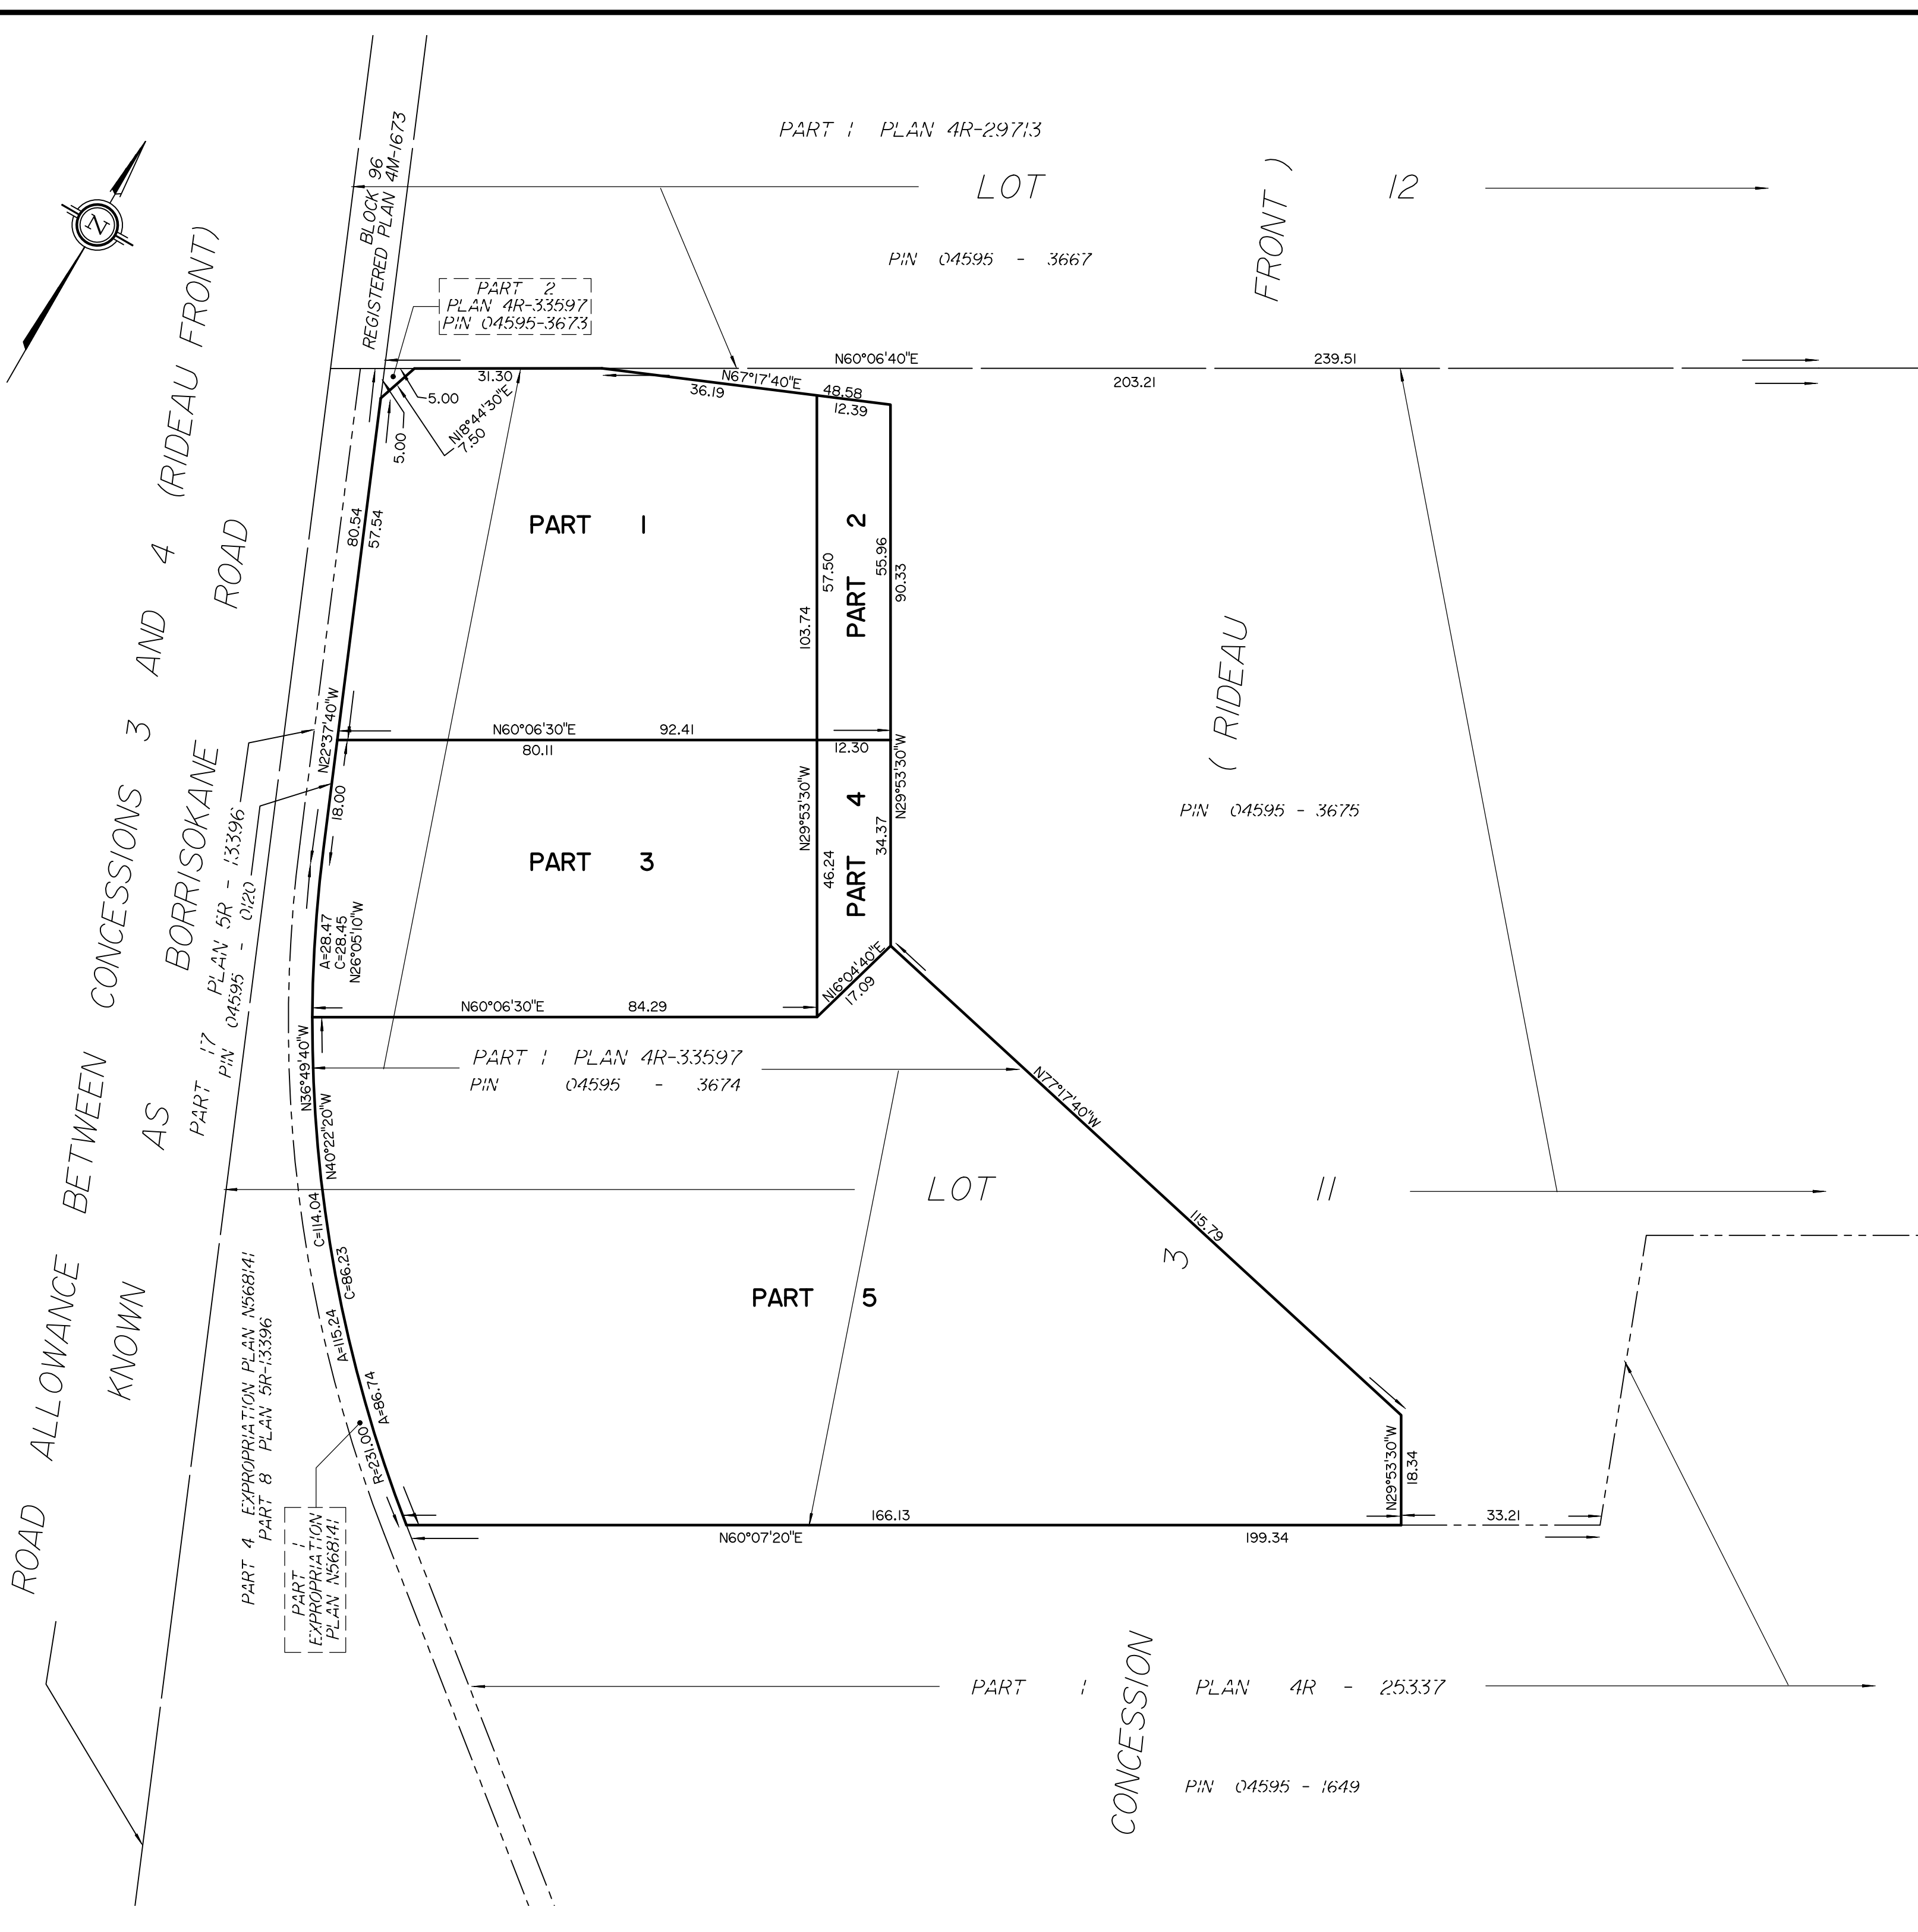 PART 1 PLAN 4R-29713
LOT 12
PIN 04595 - 3667
N
REGISTERED BLOCK 96
PLAN 4M-1673
PART 2
PLAN 4R-33597
PIN 04595-3673
N60°06'40"E
239.51
203.21
31.30
N67°17'40"E
36.19
48.58
12.39
5.00
5.00
N18°44'30"E
7.50
80.54
57.54
PART 1
PART 2
57.50
103.74
55.96
90.33
N22°37'40"W
N60°06'30"E 92.41
80.11
12.30
18.00
N29°53'30"W
N29°53'30"W
PART 3
PART 4
46.24
34.37
A=28.47
C=28.45
N26°05'10"W
N16°04'40"E
17.09
N60°06'30"E 84.29
PART 1 PLAN 4R-33597
PIN 04595 - 3674
N36°49'40"W
N40°22'20"W
C=114.04
C=86.23
A=115.24
A=86.74
R=231.00
N77°17'40"W
115.79
LOT 11
PART 5
N29°53'30"W
18.34
166.13
33.21
N60°07'20"E
199.34
PIN 04595 - 3675
CONCESSION 3 ( RIDEAU FRONT )
ROAD ALLOWANCE BETWEEN CONCESSIONS 3 AND 4 (RIDEAU FRONT)
KNOWN AS BORRISOKANE ROAD
PART 17 PLAN 5R - 13396
PIN 04595 - 0120
PART 4 EXPROPRIATION PLAN N568141
PART 8 PLAN 5R-13396
PART 1
EXPROPRIATION
PLAN N568141
PART 1 PLAN 4R - 25337
PIN 04595 - 1649